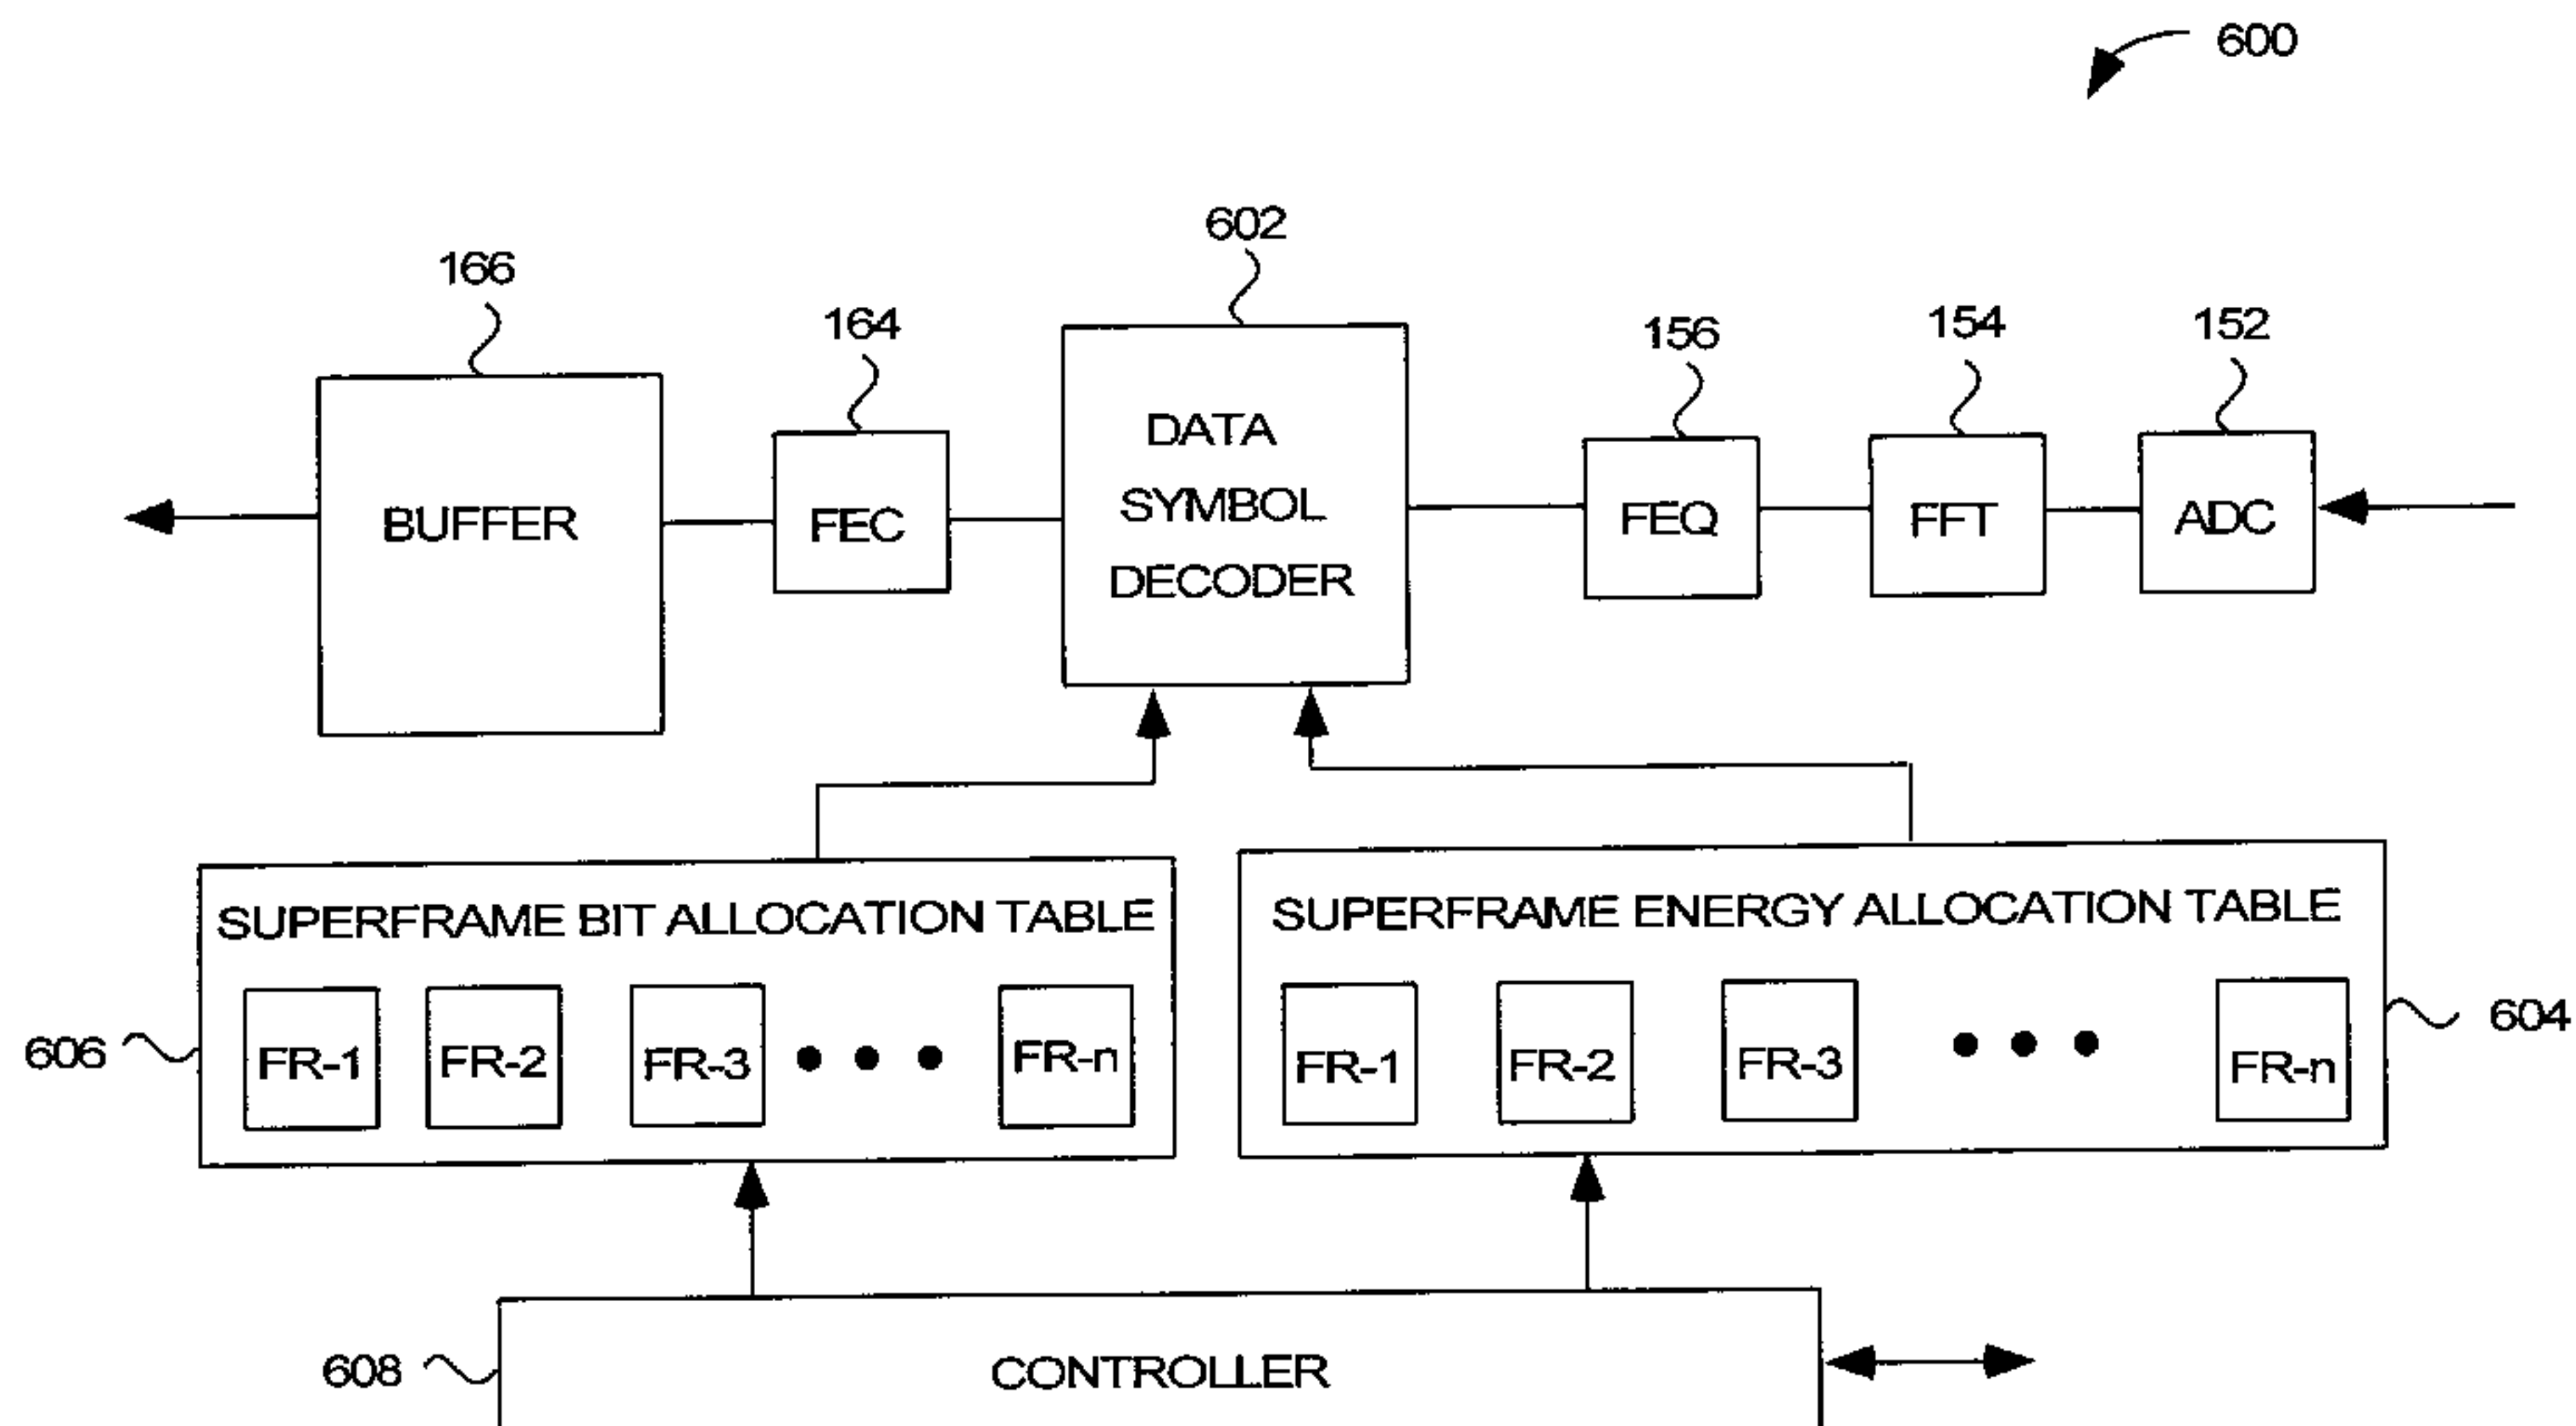 600
602
166
164
156
154
152
DATA
SYMBOL
DECODER
BUFFER
FEC
FEQ
FFT
ADC
SUPERFRAME BIT ALLOCATION TABLE
FR-1 FR-2 FR-3 • • • FR-n
606
SUPERFRAME ENERGY ALLOCATION TABLE
FR-1 FR-2 FR-3 • • • FR-n
604
608
CONTROLLER